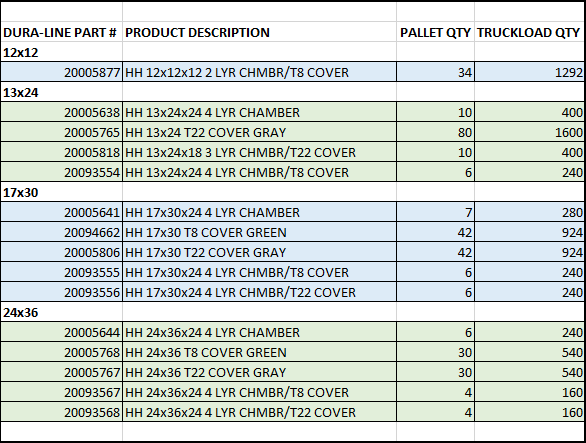 DURA-LINE PART # PRODUCT DESCRIPTION PALLET QTY TRUCKLOAD QTY
12x12
20005877 HH 12x12x12 2 LYR CHMBR/T8 COVER 34 1292
13x24
20005638 HH 13x24x24 4 LYR CHAMBER 10 400
20005765 HH 13x24 T22 COVER GRAY 80 1600
20005818 HH 13x24x18 3 LYR CHMBR/T22 COVER 10 400
20093554 HH 13x24x24 4 LYR CHMBR/T8 COVER 6 240
17x30
20005641 HH 17x30x24 4 LYR CHAMBER 7 280
20094662 HH 17x30 T8 COVER GREEN 42 924
20005806 HH 17x30 T22 COVER GRAY 42 924
20093555 HH 17x30x24 4 LYR CHMBR/T8 COVER 6 240
20093556 HH 17x30x24 4 LYR CHMBR/T22 COVER 6 240
24x36
20005644 HH 24x36x24 4 LYR CHAMBER 6 240
20005768 HH 24x36 T8 COVER GREEN 30 540
20005767 HH 24x36 T22 COVER GRAY 30 540
20093567 HH 24x36x24 4 LYR CHMBR/T8 COVER 4 160
20093568 HH 24x36x24 4 LYR CHMBR/T22 COVER 4 160